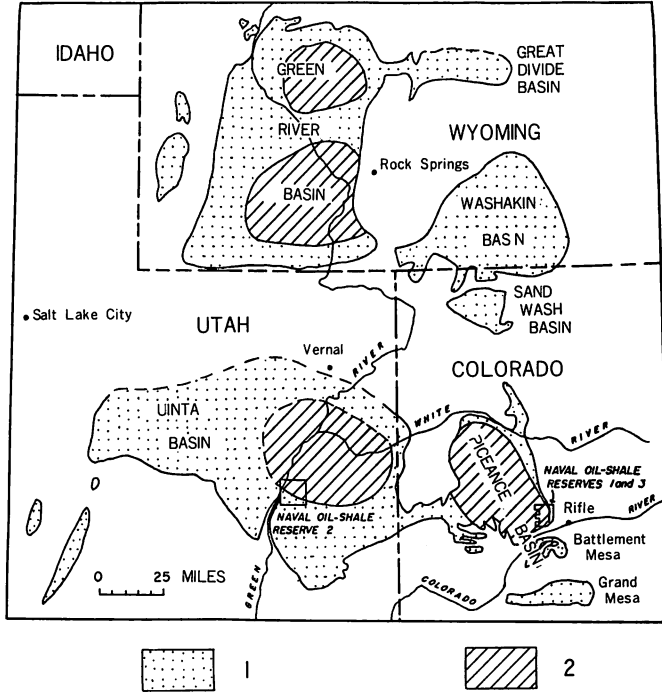 IDAHO
GREEN
GREAT
DIVIDE
BASIN
RIVER
WYOMING
Rock Springs
BASIN
WASHAKIN
BAS N
Salt Lake City
UTAH
SAND
WASH
BASIN
Vernal
RIVER
COLORADO
UINTA
BASIN
WHITE
RIVER
PICEANCE
BASIN
NAVAL OIL-SHALE
RESERVES 1 and 3
NAVAL OIL-SHALE
RESERVE 2
Rifle
RIVER
Battlement
Mesa
0 25 MILES
GREEN
COLORADO
Grand
Mesa
1
2